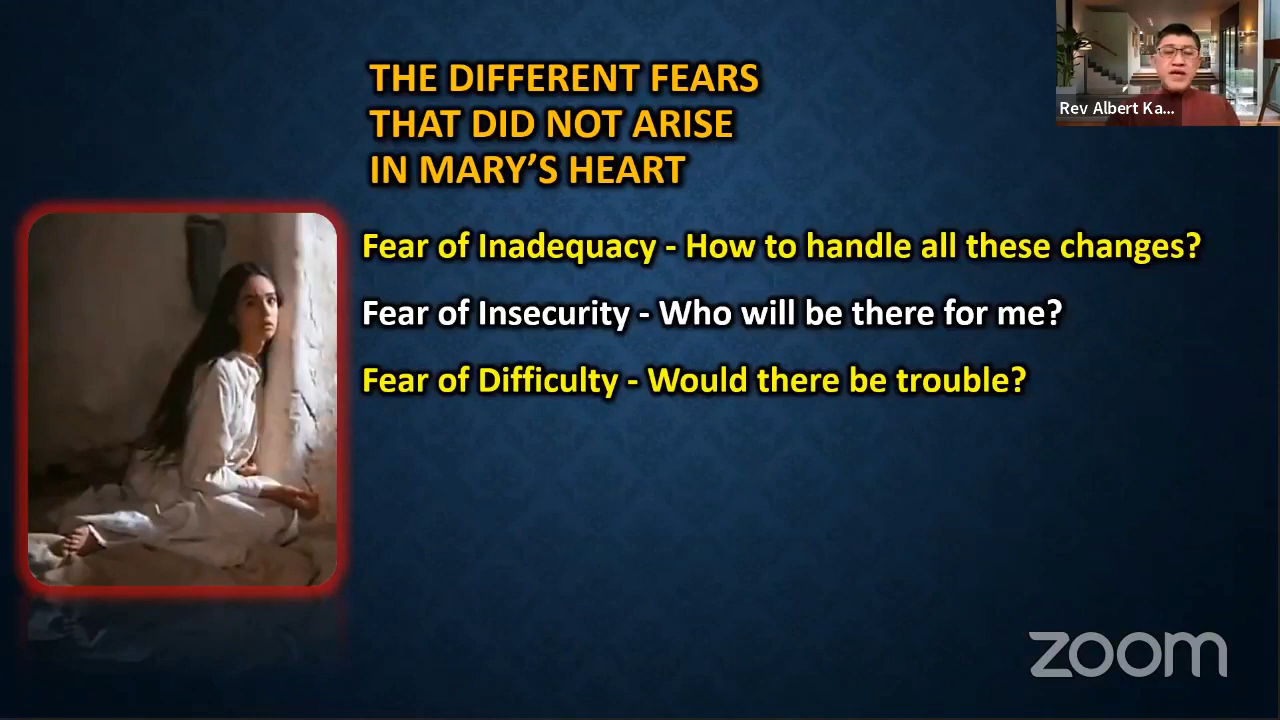 THE DIFFERENT FEARS
THAT DID NOT ARISE
IN MARY’S HEART
Rev Albert Ka...
Fear of Inadequacy - How to handle all these changes?
Fear of Insecurity - Who will be there for me?
Fear of Difficulty - Would there be trouble?
zoom